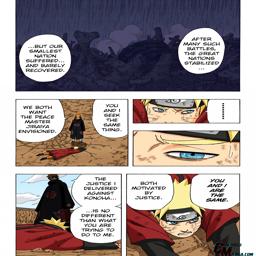 AFTER
MANY SUCH
BATTLES,
THE GREAT
NATIONS
STABILIZED
...
...BUT OUR
SMALLEST
NATION
SUFFERED...
AND BARELY
RECOVERED.
..........
YOU AND
I SEEK
THE SAME
THING.
WE BOTH
WANT
THE PEACE
MASTER
JIRAIYA
ENVISIONED.
YOU
AND I
ARE THE
SAME.
BOTH
MOTIVATED
BY
JUSTICE.
THE
JUSTICE I
DELIVERED
AGAINST
KONOHA...
...IS NO
DIFFERENT
THAN
WHAT YOU
ARE TRYING
TO DO
TO ME.